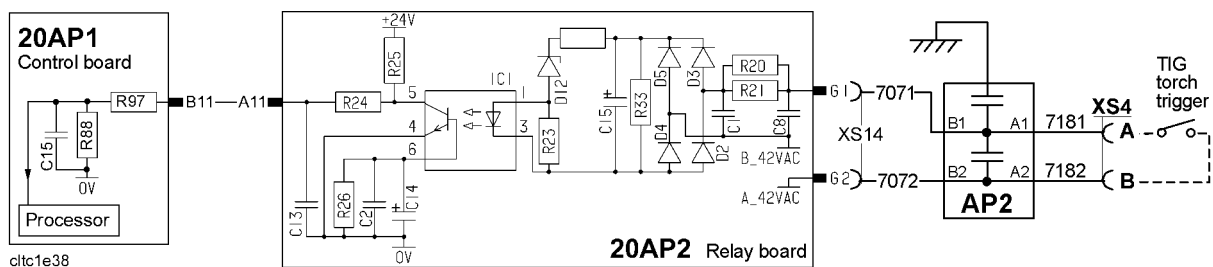 20AP1
Control board
R97
C15
R88
0V
Processor
cltc1e38
B11
A11
+24V
R25
R24
5
4
6
IC1
1
3
R26
C13
C2
C14
+
0V
D12
R23
C15
+
R33
D5
D3
D4
D2
R20
R21
C1
C8
B_42VAC
A_42VAC
20AP2 Relay board
G1
G2
7071
XS14
7072
B1
A1
B2
A2
AP2
7181
7182
XS4
A
B
TIG
torch
trigger